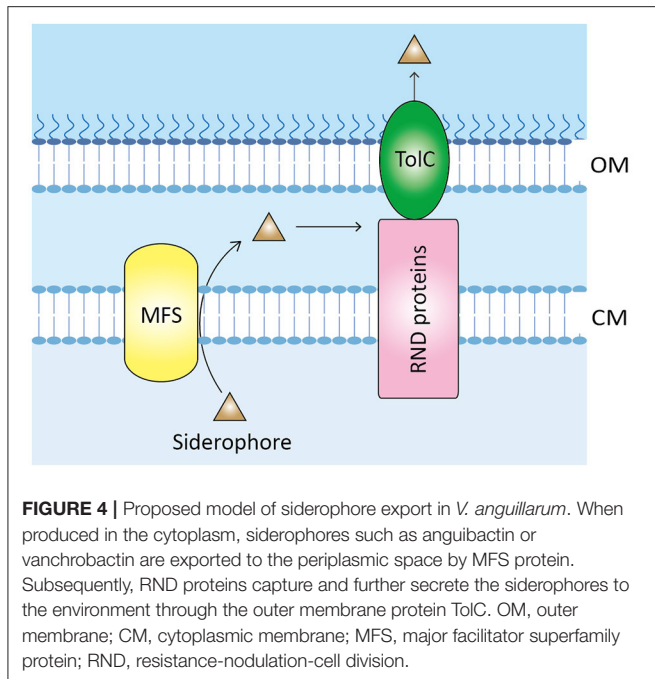 TolC
OM
MFS
RND proteins
CM
Siderophore
FIGURE 4 | Proposed model of siderophore export in V. anguillarum. When
produced in the cytoplasm, siderophores such as anguibactin or
vanchrobactin are exported to the periplasmic space by MFS protein.
Subsequently, RND proteins capture and further secrete the siderophores to
the environment through the outer membrane protein TolC. OM, outer
membrane; CM, cytoplasmic membrane; MFS, major facilitator superfamily
protein; RND, resistance-nodulation-cell division.